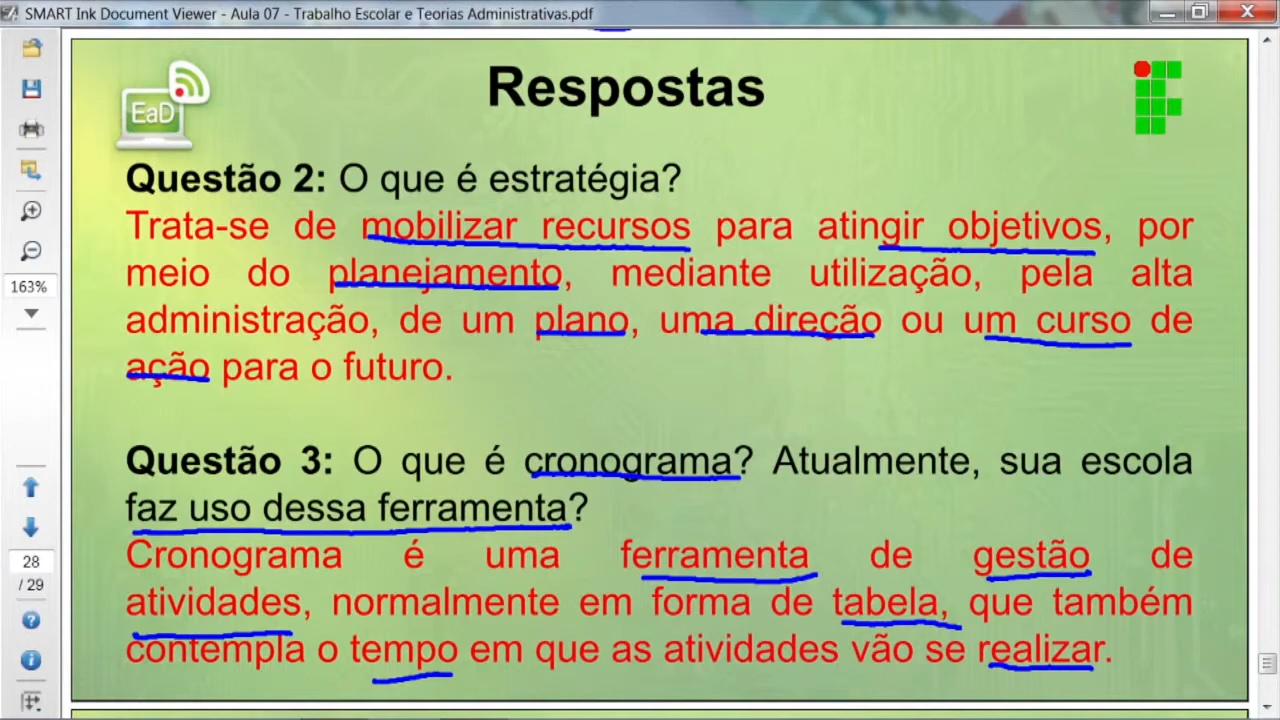 SMART Ink Document Viewer - Aula 07 - Trabalho Escolar e Teorias Administrativas.pdf
EaD
Respostas
Questão 2: O que é estratégia?
Trata-se de mobilizar recursos para atingir objetivos, por
meio do planejamento, mediante utilização, pela alta
administração, de um plano, uma direção ou um curso de
ação para o futuro.
Questão 3: O que é cronograma? Atualmente, sua escola
faz uso dessa ferramenta?
Cronograma é uma ferramenta de gestão de
atividades, normalmente em forma de tabela, que também
contempla o tempo em que as atividades vão se realizar.
163%
28
/ 29